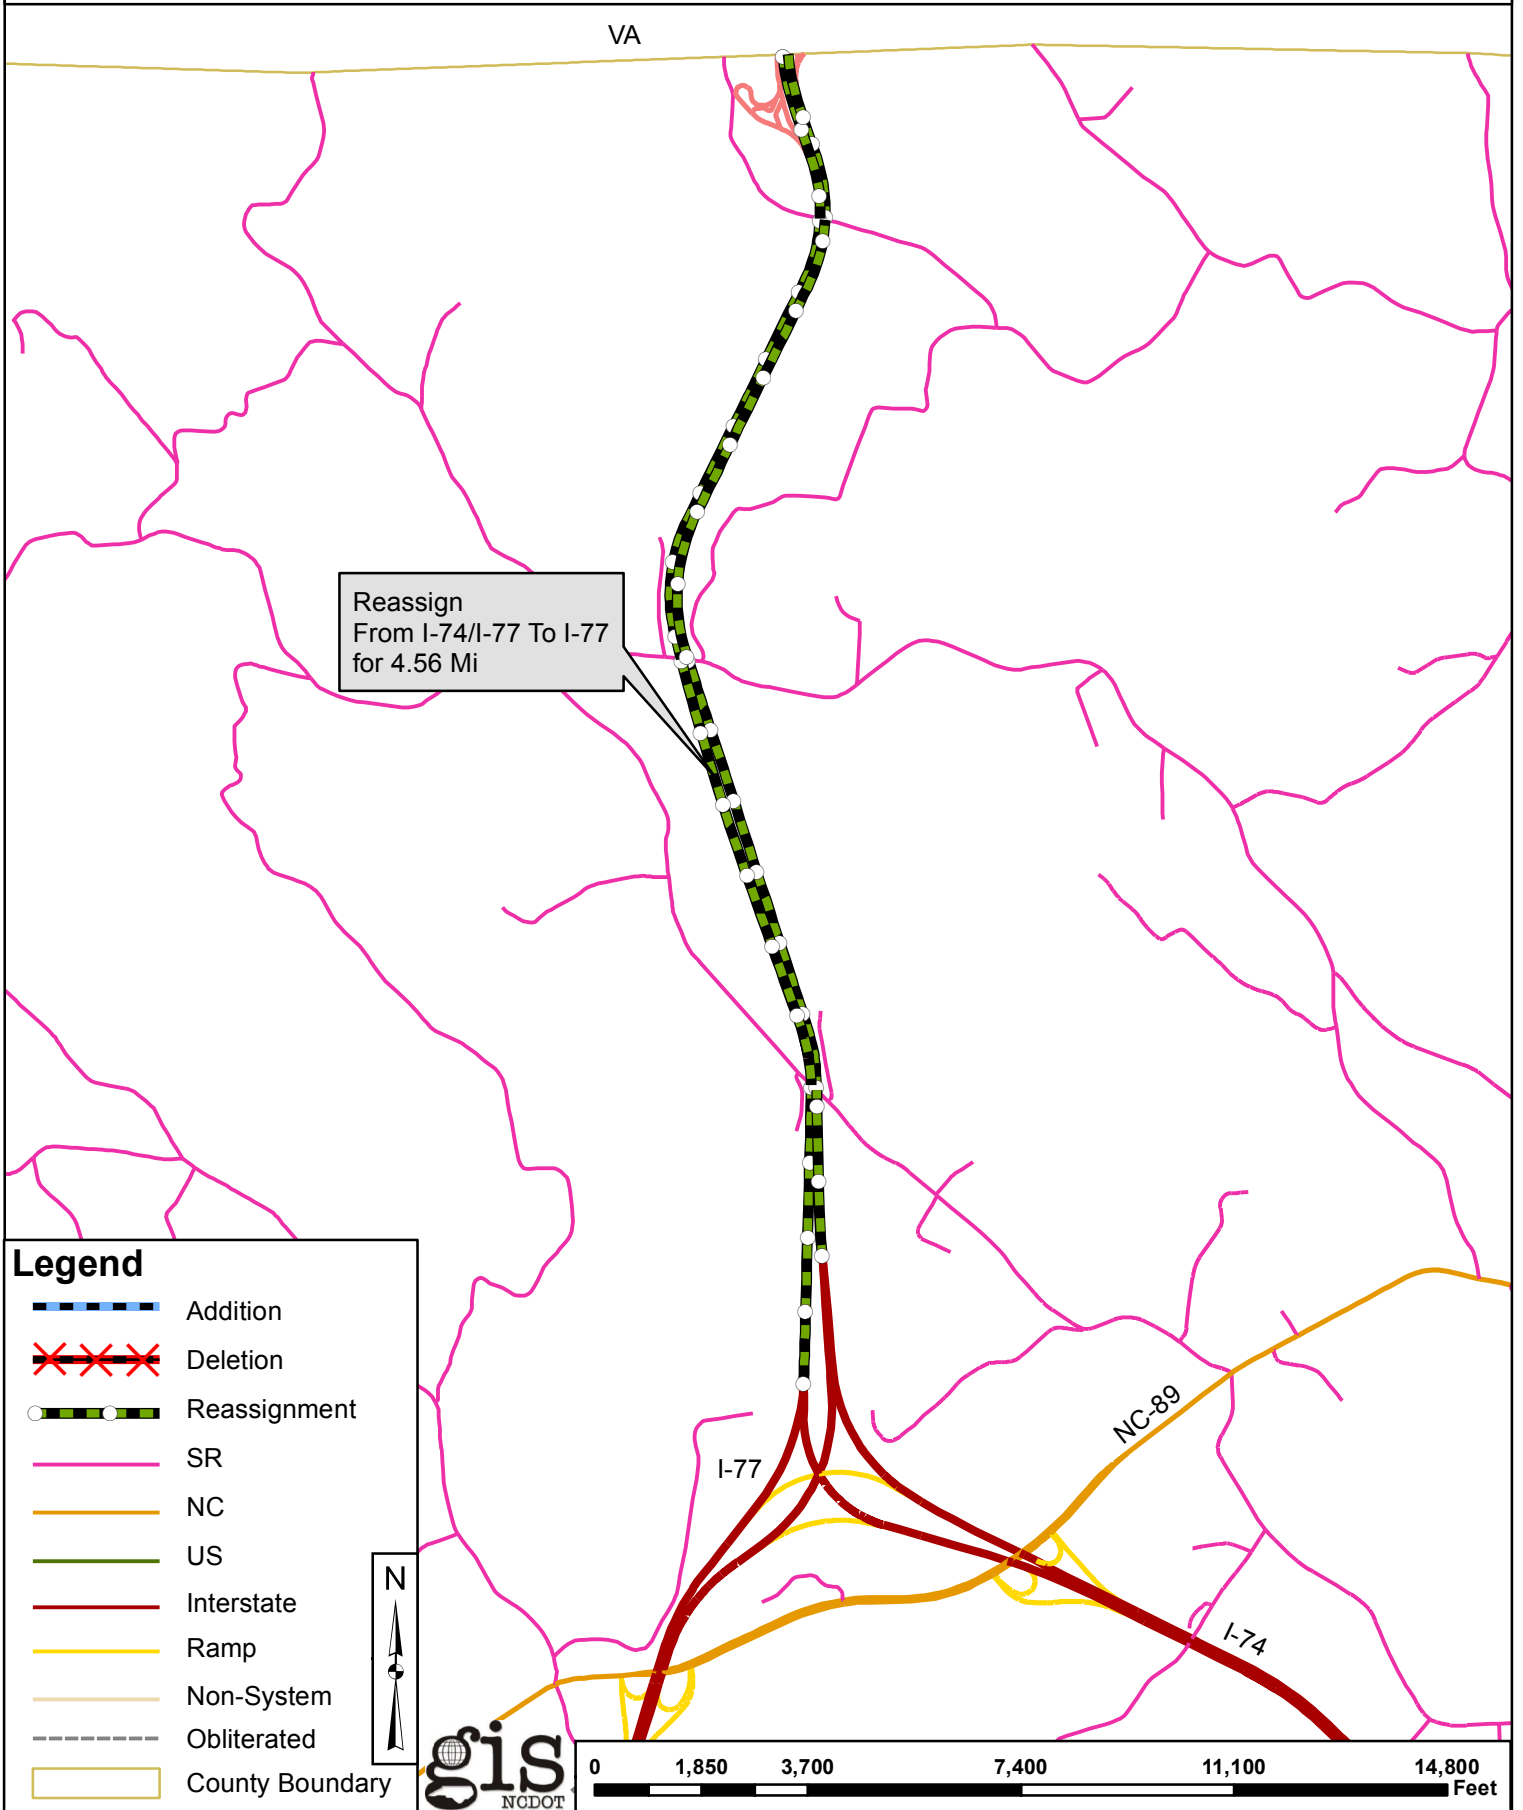 VA
Reassign
From I-74/I-77 To I-77
for 4.56 Mi
NC-89
I-77
I-74
Legend
Addition
Deletion
Reassignment
SR
NC
US
Interstate
Ramp
Non-System
Obliterated
County Boundary
N
gis
NCDOT
0 1,850 3,700 7,400 11,100 14,800
Feet